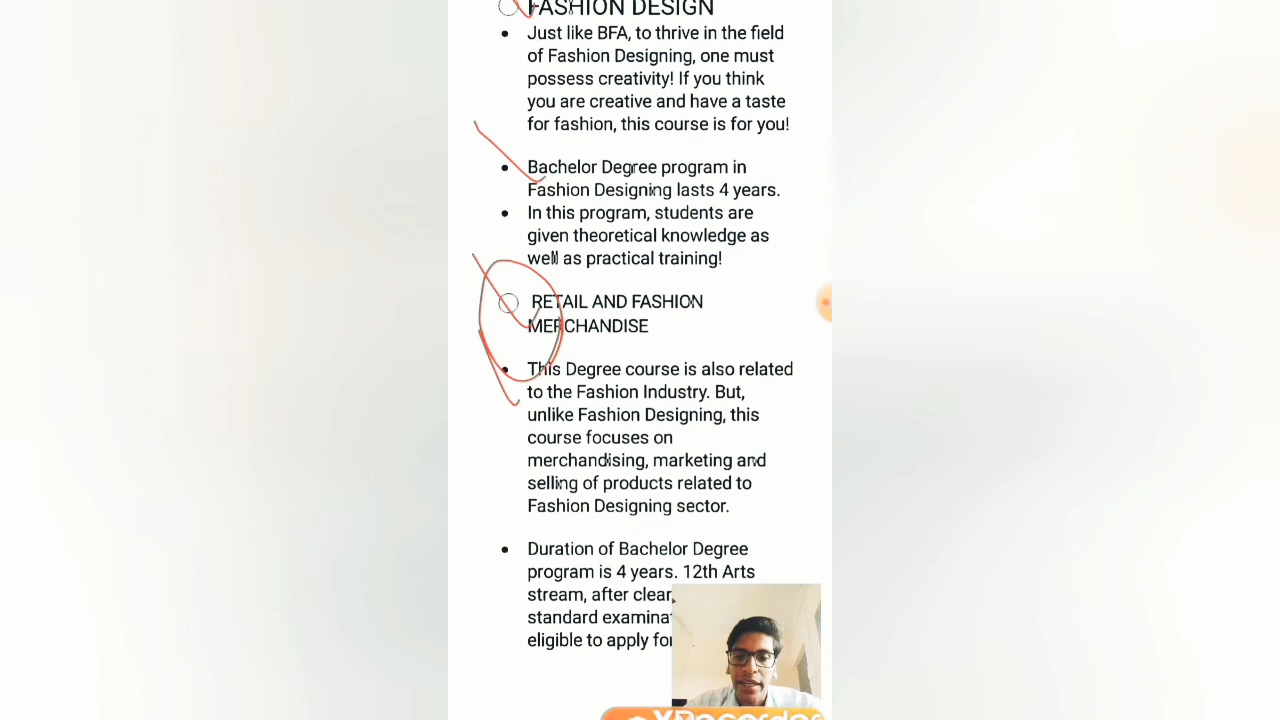 FASHION DESIGN
Just like BFA, to thrive in the field
of Fashion Designing, one must
possess creativity! If you think
you are creative and have a taste
for fashion, this course is for you!
Bachelor Degree program in
Fashion Designing lasts 4 years.
In this program, students are
given theoretical knowledge as
well as practical training!
RETAIL AND FASHION
MERCHANDISE
This Degree course is also related
to the Fashion Industry. But,
unlike Fashion Designing, this
course focuses on
merchandising, marketing and
selling of products related to
Fashion Designing sector.
Duration of Bachelor Degree
program is 4 years. 12th Arts
stream, after clear
standard examina
eligible to apply for
XRecorder